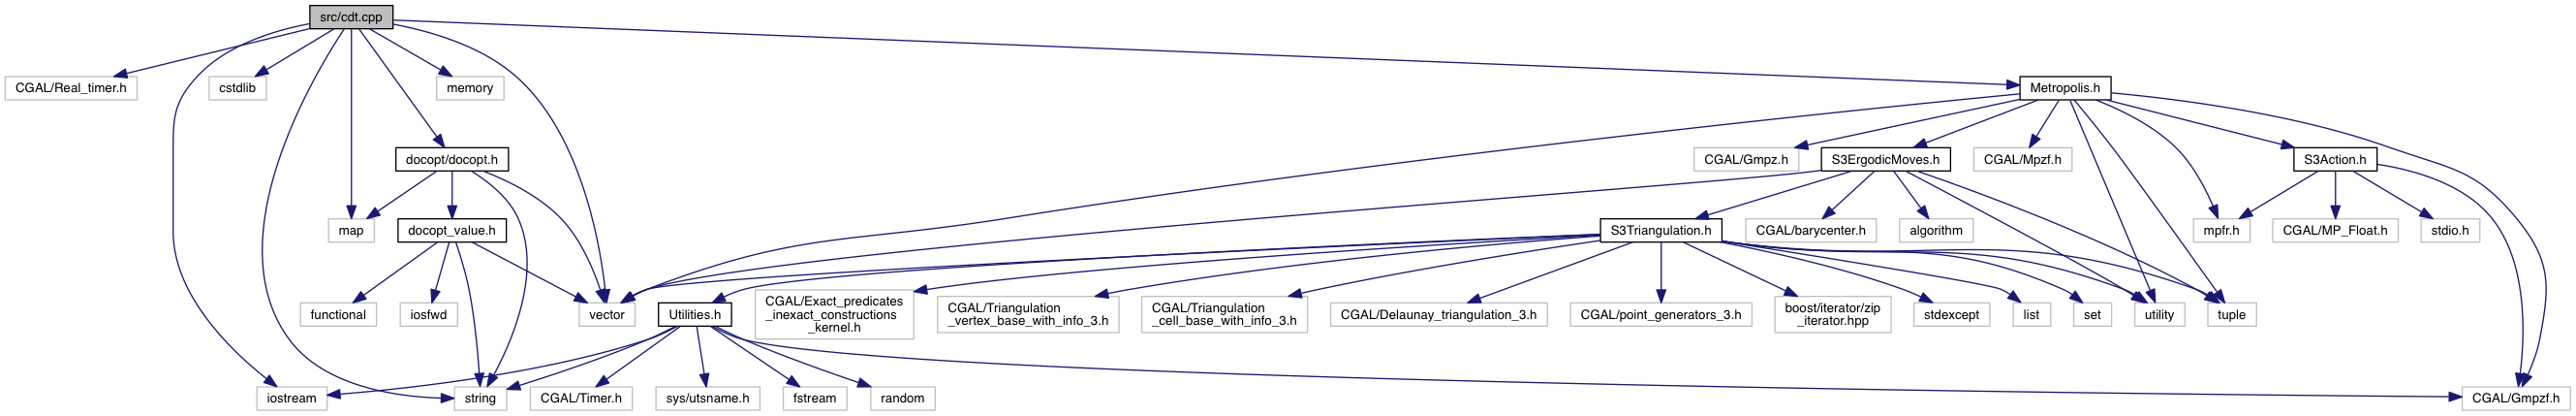 src/cdt.cpp
CGAL/Real_timer.h
cstdlib
memory
Metropolis.h
docopt/docopt.h
CGAL/Gmpz.h
S3ErgodicMoves.h
CGAL/Mpzf.h
S3Action.h
map
docopt_value.h
S3Triangulation.h
CGAL/barycenter.h
algorithm
mpfr.h
CGAL/MP_Float.h
stdio.h
functional
iosfwd
vector
Utilities.h
CGAL/Exact_predicates
_inexact_constructions
_kernel.h
CGAL/Triangulation
_vertex_base_with_info_3.h
CGAL/Triangulation
_cell_base_with_info_3.h
CGAL/Delaunay_triangulation_3.h
CGAL/point_generators_3.h
boost/iterator/zip
_iterator.hpp
stdexcept
list
set
utility
tuple
iostream
string
CGAL/Timer.h
sys/utsname.h
fstream
random
CGAL/Gmpzf.h